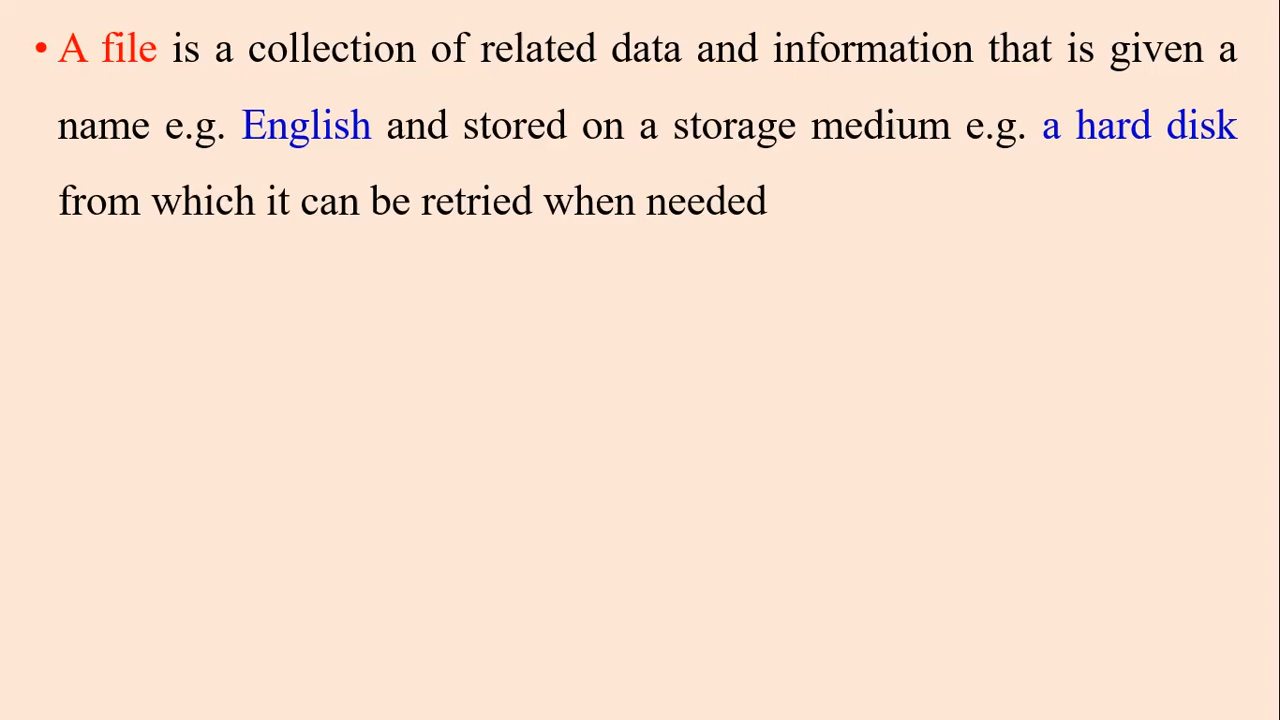 • A file is a collection of related data and information that is given a
name e.g. English and stored on a storage medium e.g. a hard disk
from which it can be retried when needed